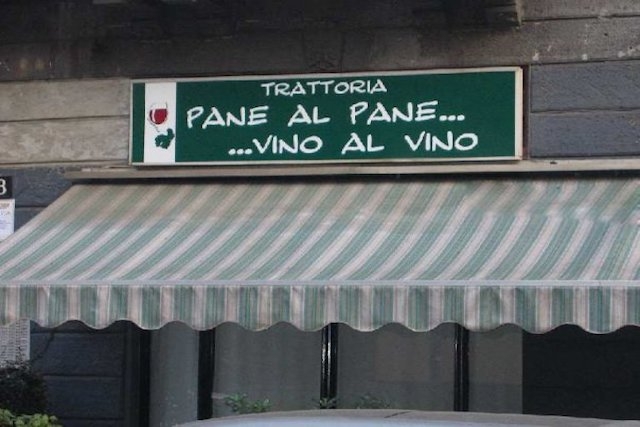 TRATTORIA
PANE AL PANE...
...VINO AL VINO